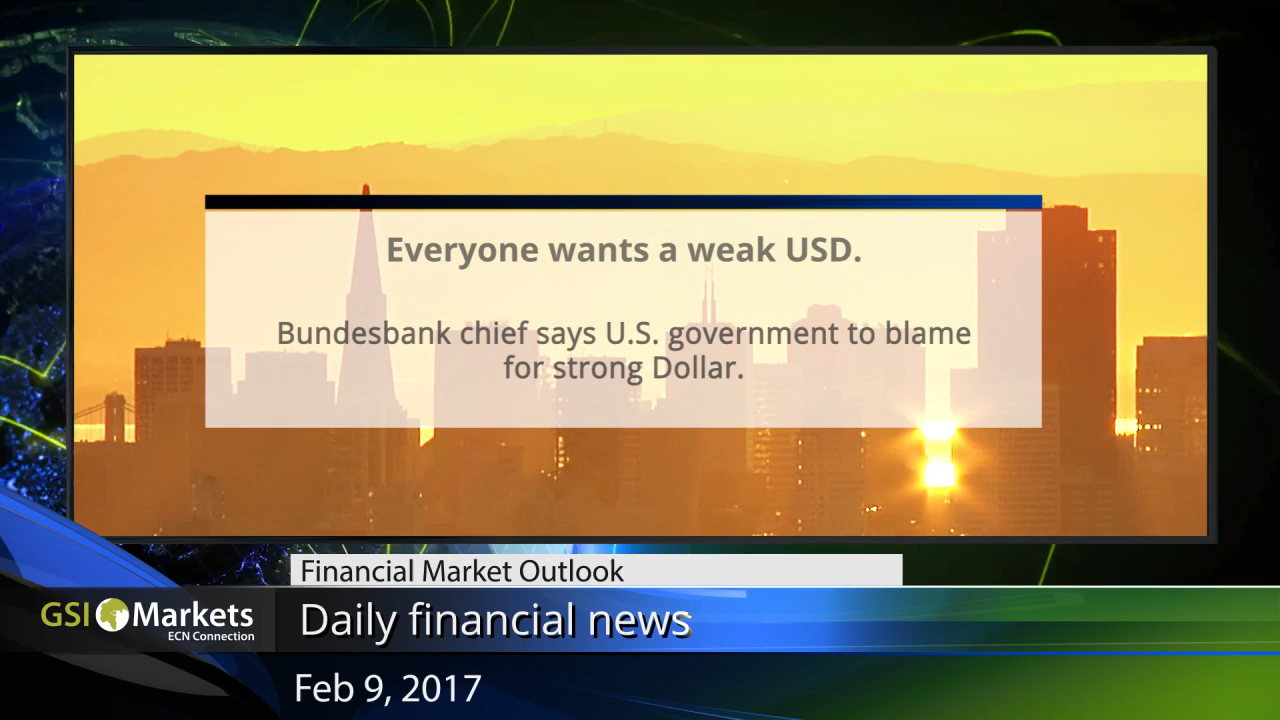 Everyone wants a weak USD.
Bundesbank chief says U.S. government to blame
for strong Dollar.
Financial Market Outlook
GSI Markets
ECN Connection
Daily financial news
Feb 9, 2017